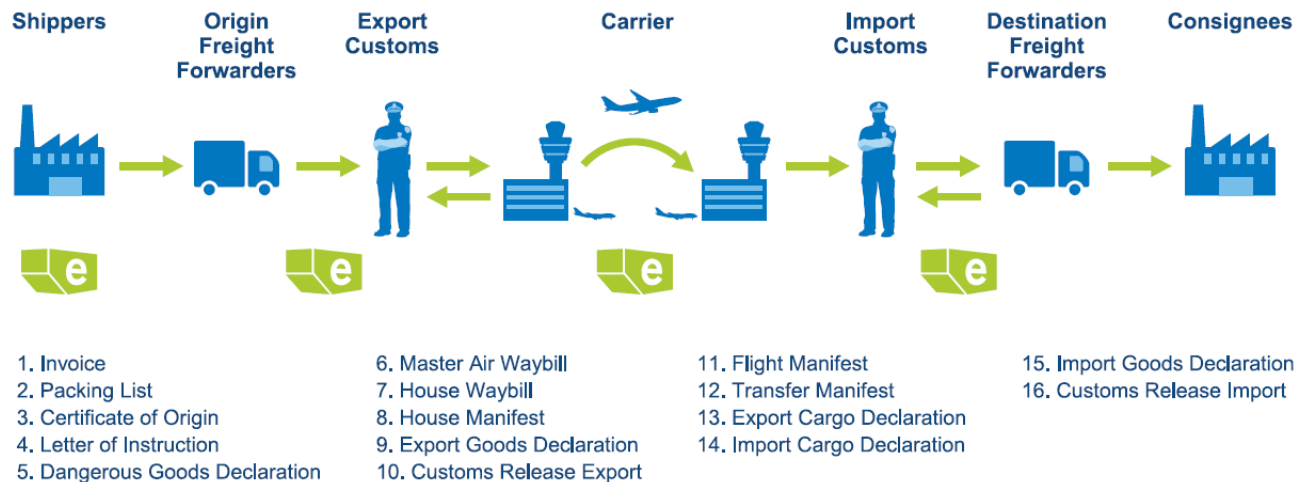 Shippers
Origin
Freight
Forwarders
Export
Customs
Carrier
Import
Customs
Destination
Freight
Forwarders
Consignees
e
e
e
e
1. Invoice
2. Packing List
3. Certificate of Origin
4. Letter of Instruction
5. Dangerous Goods Declaration
6. Master Air Waybill
7. House Waybill
8. House Manifest
9. Export Goods Declaration
10. Customs Release Export
11. Flight Manifest
12. Transfer Manifest
13. Export Cargo Declaration
14. Import Cargo Declaration
15. Import Goods Declaration
16. Customs Release Import